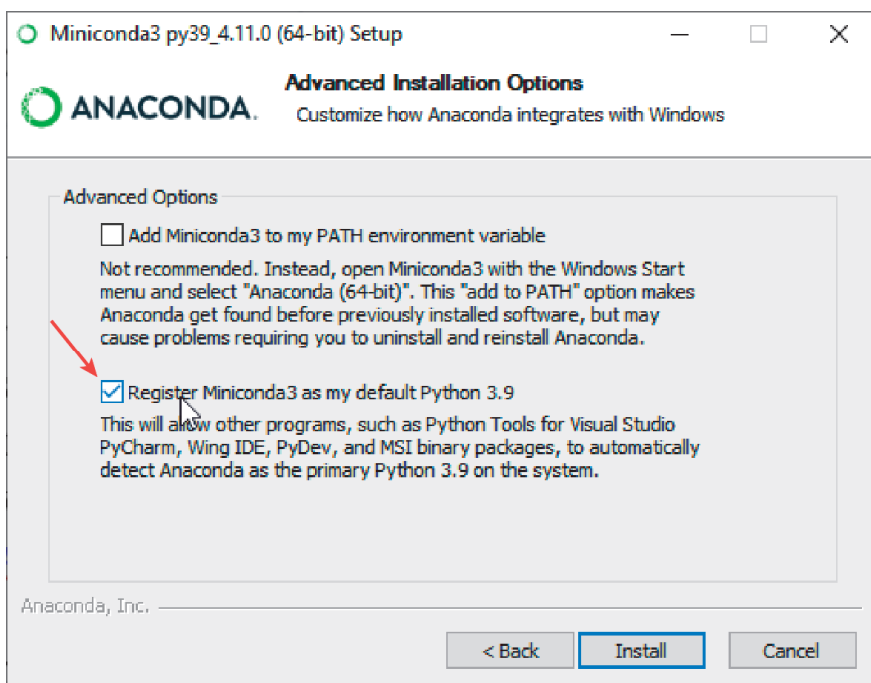 Miniconda3 py39_4.11.0 (64-bit) Setup
ANACONDA.
Advanced Installation Options
Customize how Anaconda integrates with Windows
Advanced Options
Add Miniconda3 to my PATH environment variable
Not recommended. Instead, open Miniconda3 with the Windows Start
menu and select "Anaconda (64-bit)". This "add to PATH" option makes
Anaconda get found before previously installed software, but may
cause problems requiring you to uninstall and reinstall Anaconda.
Register Miniconda3 as my default Python 3.9
This will allow other programs, such as Python Tools for Visual Studio
PyCharm, Wing IDE, PyDev, and MSI binary packages, to automatically
detect Anaconda as the primary Python 3.9 on the system.
Anaconda, Inc.
< Back
Install
Cancel